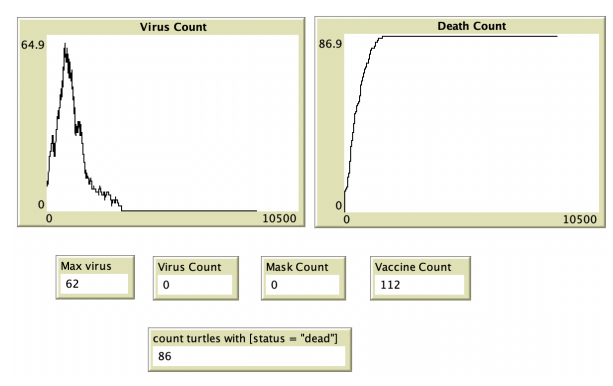 Virus Count
64.9
0
0
10500
Death Count
86.9
0
0
10500
Max virus
62
Virus Count
0
Mask Count
0
Vaccine Count
112
count turtles with [status = "dead"]
86